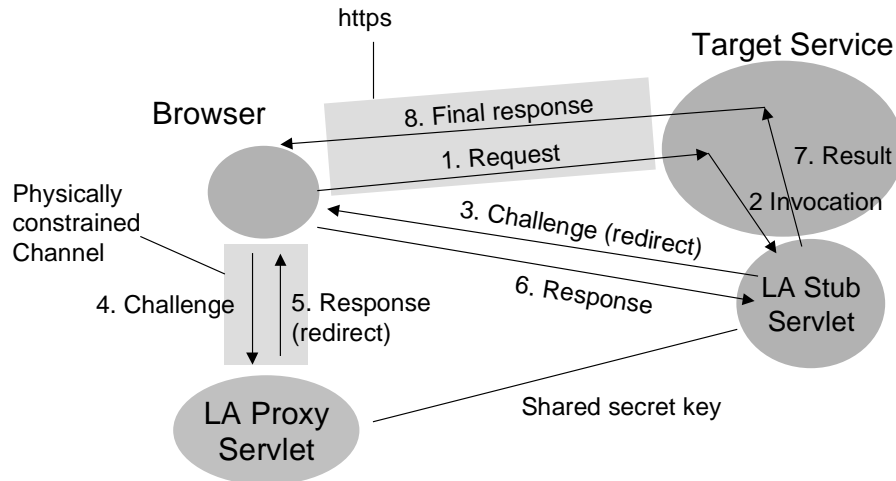 https
Target Service
Browser
8. Final response
1. Request
7. Result
2 Invocation
Physically
constrained
Channel
3. Challenge (redirect)
6. Response
4. Challenge
5. Response
(redirect)
LA Stub
Servlet
LA Proxy
Servlet
Shared secret key